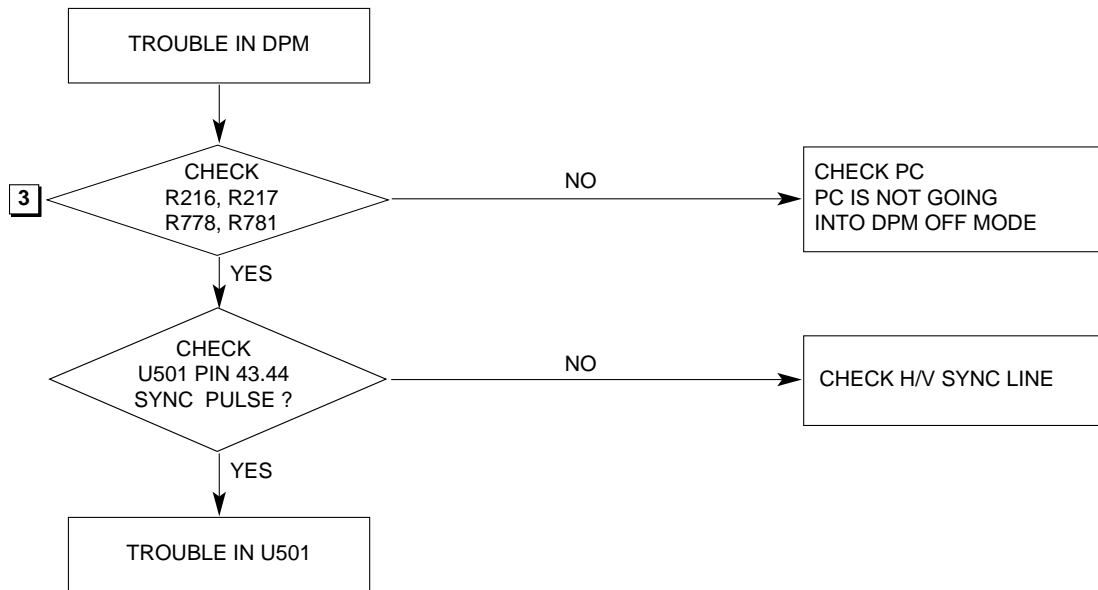 TROUBLE IN DPM
3
CHECK
R216, R217
R778, R781
NO
CHECK PC
PC IS NOT GOING
INTO DPM OFF MODE
YES
CHECK
U501 PIN 43.44
SYNC PULSE ?
NO
CHECK H/V SYNC LINE
YES
TROUBLE IN U501